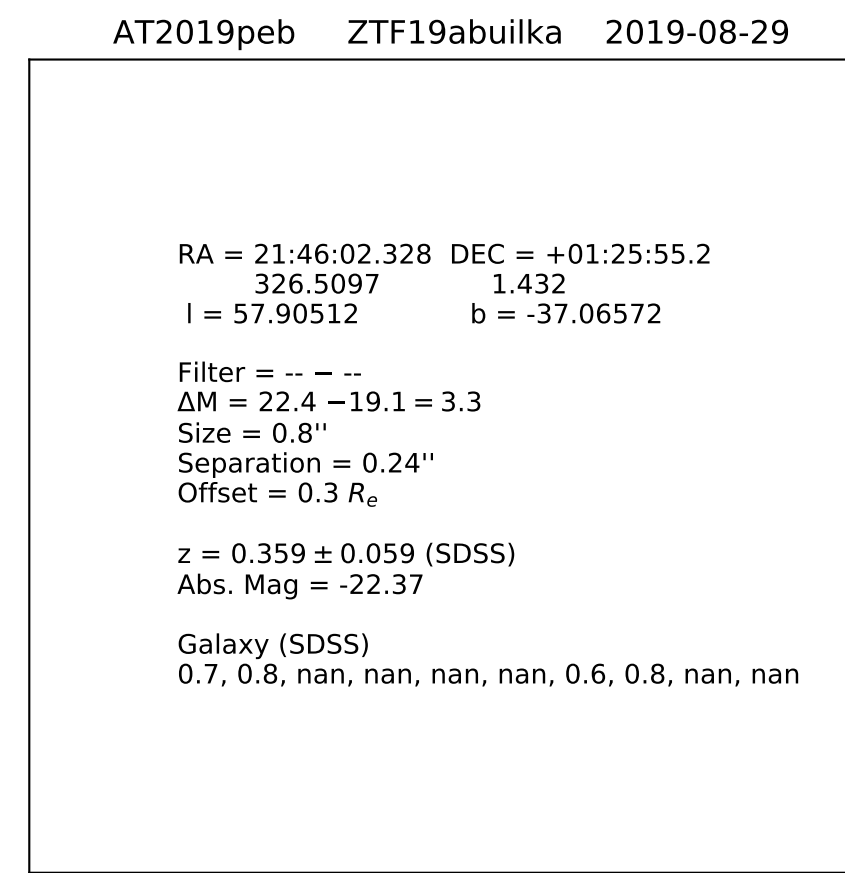 AT2019peb ZTF19abuilka 2019-08-29
RA = 21:46:02.328 DEC = +01:25:55.2
326.5097 1.432
l = 57.90512 b = -37.06572
Filter = -- − --
ΔM = 22.4 −19.1 = 3.3
Size = 0.8''
Separation = 0.24''
Offset = 0.3 Re
z = 0.359 ± 0.059 (SDSS)
Abs. Mag = -22.37
Galaxy (SDSS)
0.7, 0.8, nan, nan, nan, nan, 0.6, 0.8, nan, nan